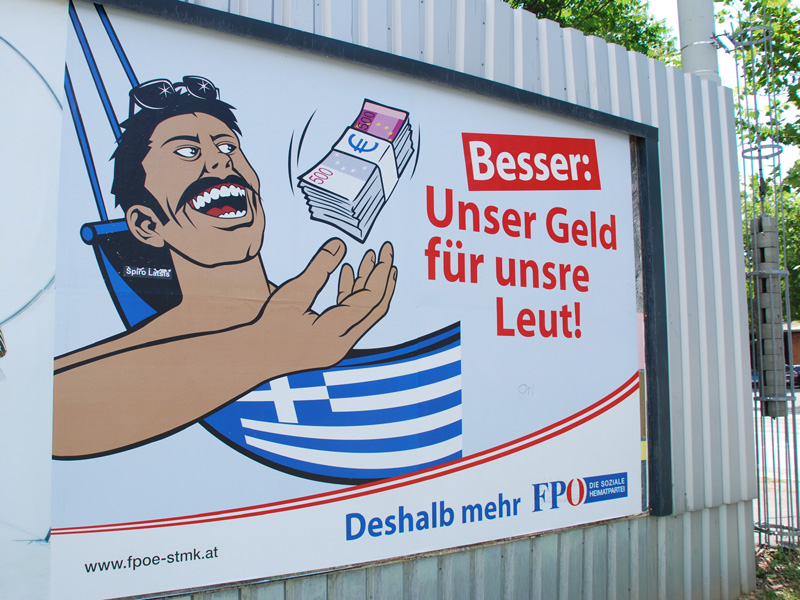 Besser:
Unser Geld
für unsre
Leut!
500
500
€
Spiro Laláis
Deshalb mehr FPÖ DIE SOZIALE
HEIMATPARTEI
www.fpoe-stmk.at